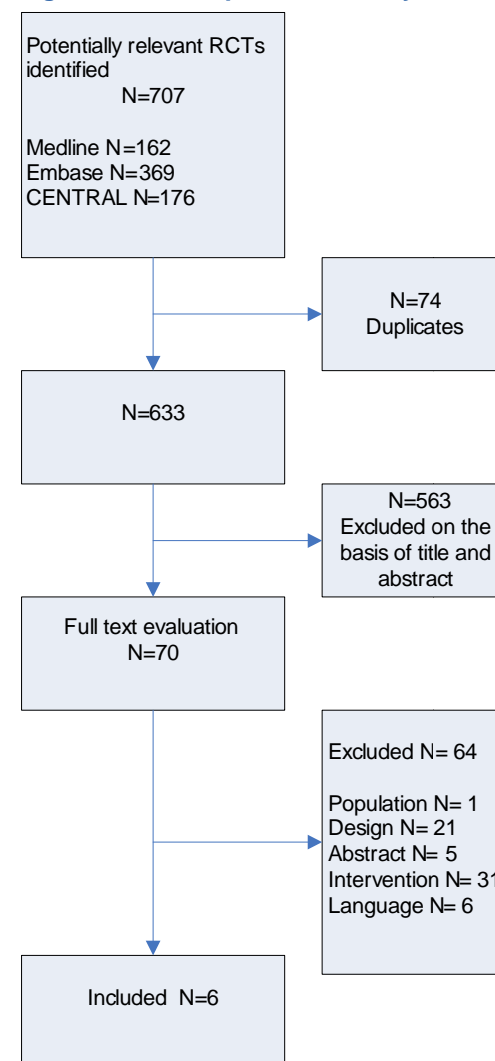 Potentially relevant RCTs
identified
N=707
Medline N=162
Embase N=369
CENTRAL N=176
N=74
Duplicates
N=633
N=563
Excluded on the
basis of title and
abstract
Full text evaluation
N=70
Excluded N= 64
Population N= 1
Design N= 21
Abstract N= 5
Intervention N= 31
Language N= 6
Included N=6